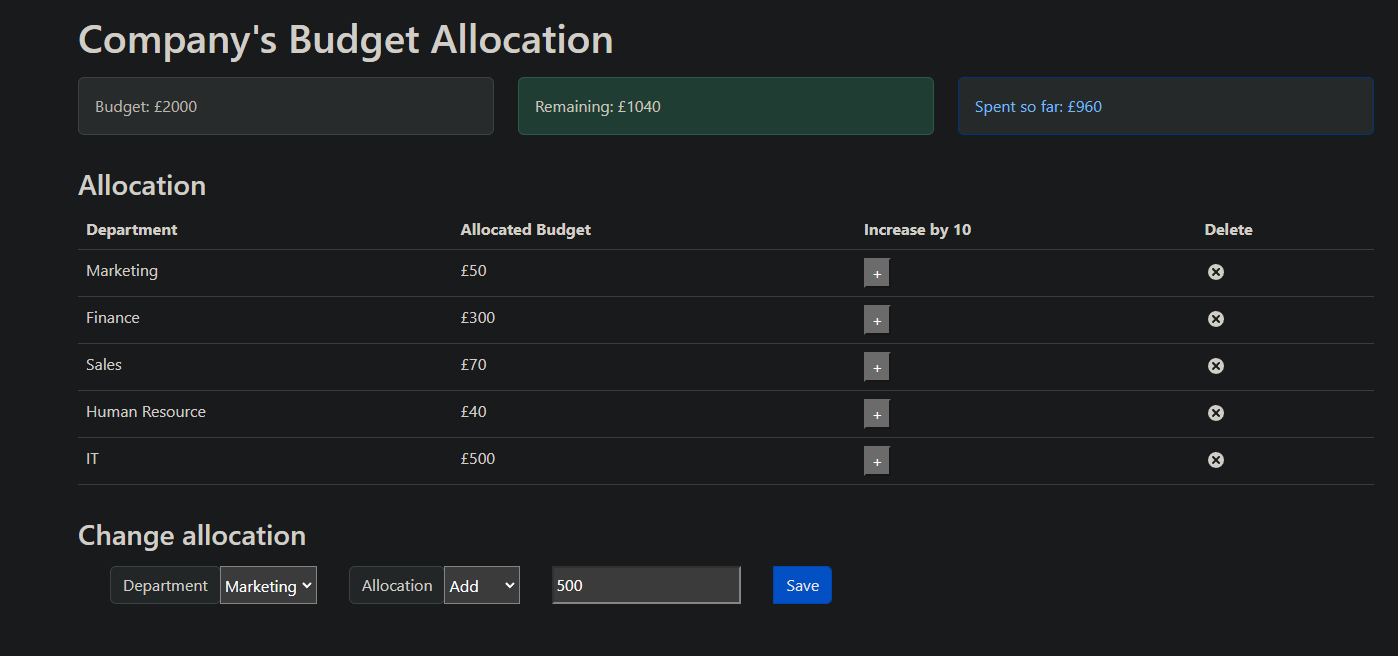 Company's Budget Allocation
Budget: £2000 Remaining: £1040 Spent so far: £960
Allocation
Department Allocated Budget Increase by 10 Delete
Marketing £50 +
Finance £300 +
Sales £70 +
Human Resource £40 +
IT £500 +
Change allocation
Department Marketing Allocation Add 500 Save